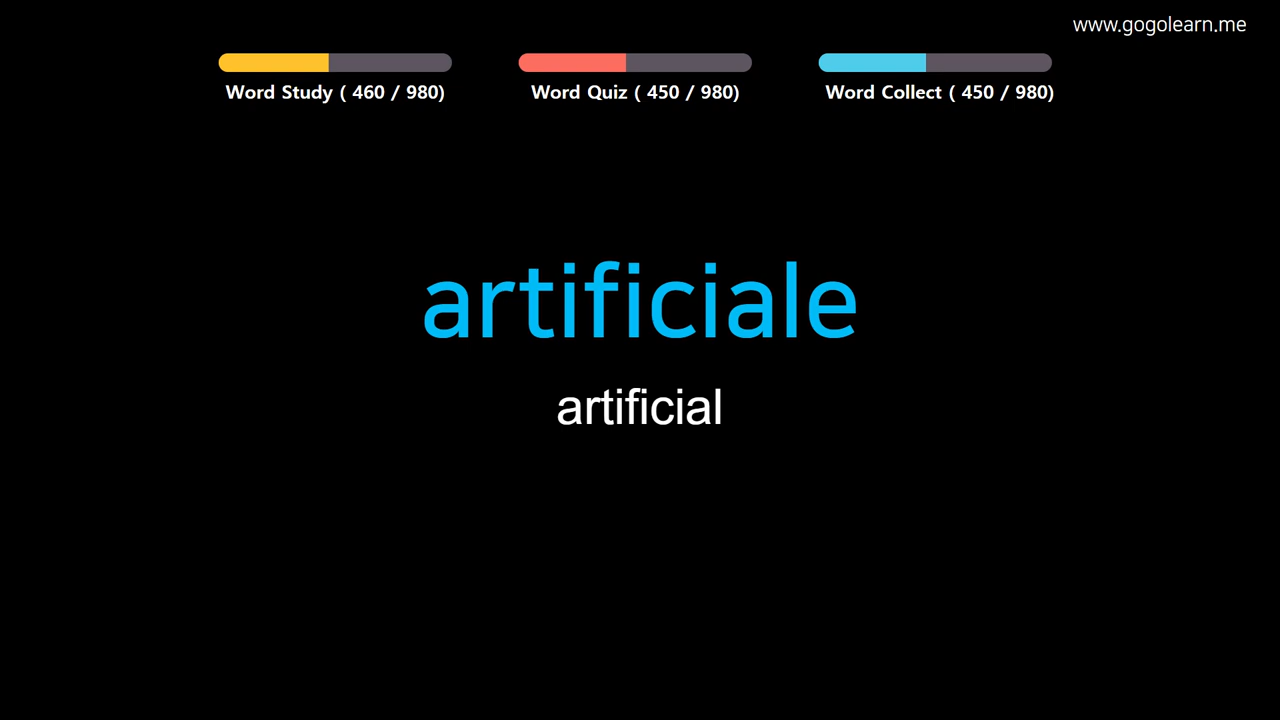 www.gogolearn.me
Word Study ( 460 / 980)
Word Quiz ( 450 / 980)
Word Collect ( 450 / 980)
artificiale
artificial